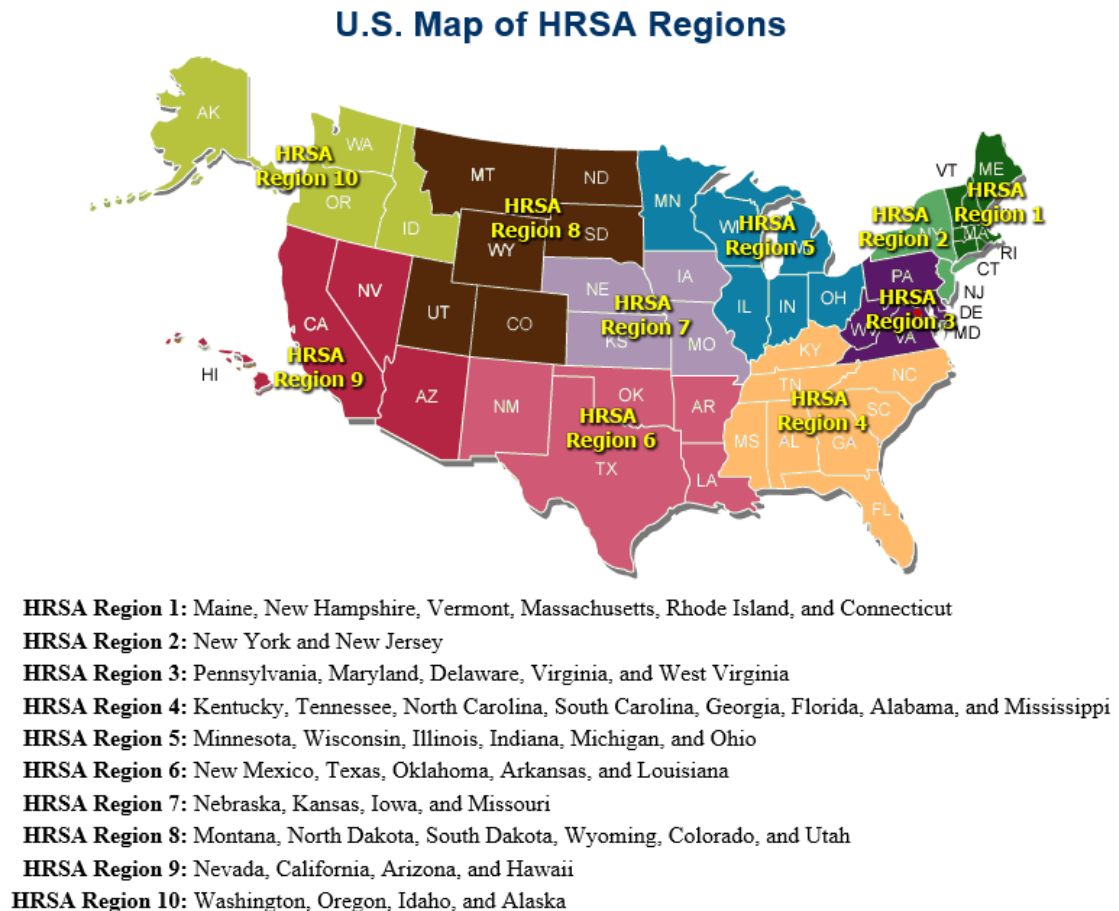 U.S. Map of HRSA Regions
AK
WA
HRSA
Region 10
OR
ID
MT
ND
HRSA
Region 8
SD
WY
UT
CO
MN
WI
HRSA
Region 5
MI
IL
IN
OH
VT
ME
HRSA
Region 1
MA
RI
CT
HRSA
Region 2
NY
NJ
PA
HRSA
Region 3
DE
MD
WV
VA
IA
NE
HRSA
Region 7
KS
MO
NV
CA
HI
HRSA
Region 9
AZ
NM
OK
AR
HRSA
Region 6
TX
LA
KY
TN
NC
HRSA
Region 4
SC
MS
AL
GA
FL
HRSA Region 1: Maine, New Hampshire, Vermont, Massachusetts, Rhode Island, and Connecticut
HRSA Region 2: New York and New Jersey
HRSA Region 3: Pennsylvania, Maryland, Delaware, Virginia, and West Virginia
HRSA Region 4: Kentucky, Tennessee, North Carolina, South Carolina, Georgia, Florida, Alabama, and Mississippi
HRSA Region 5: Minnesota, Wisconsin, Illinois, Indiana, Michigan, and Ohio
HRSA Region 6: New Mexico, Texas, Oklahoma, Arkansas, and Louisiana
HRSA Region 7: Nebraska, Kansas, Iowa, and Missouri
HRSA Region 8: Montana, North Dakota, South Dakota, Wyoming, Colorado, and Utah
HRSA Region 9: Nevada, California, Arizona, and Hawaii
HRSA Region 10: Washington, Oregon, Idaho, and Alaska